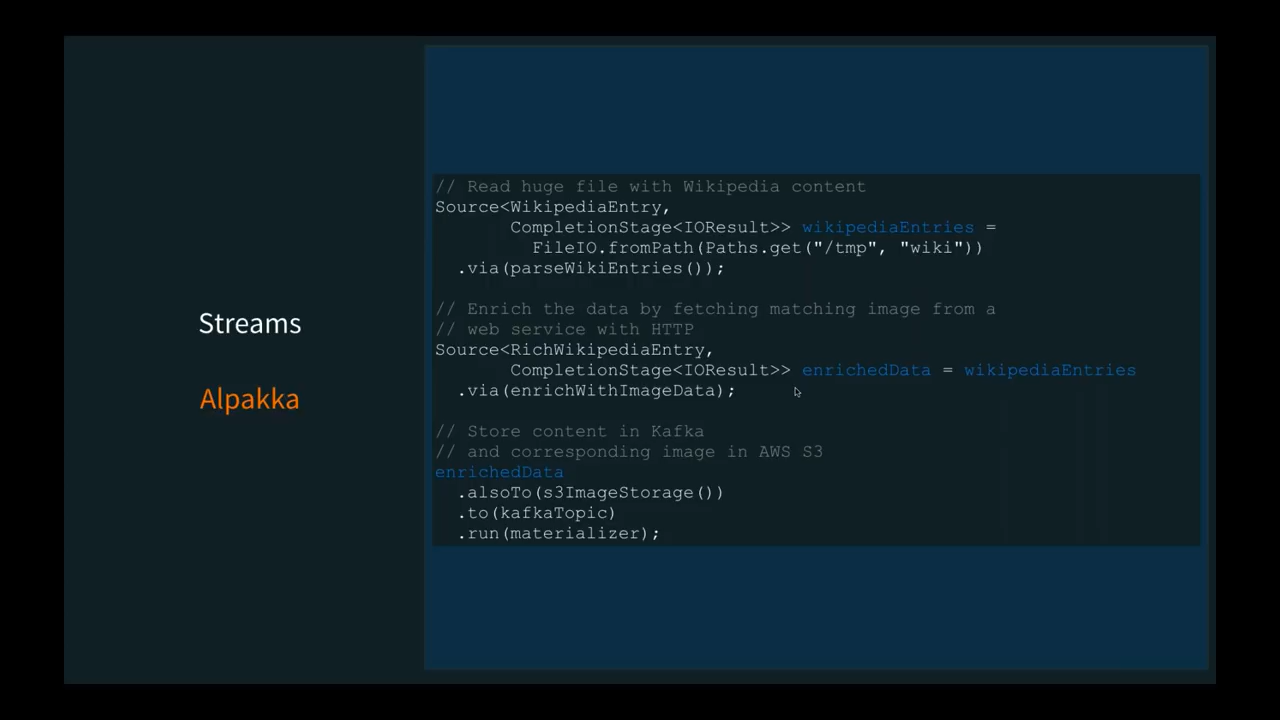 Streams
Alpakka
// Read huge file with Wikipedia content
Source<WikipediaEntry,
CompletionStage<IOResult>> wikipediaEntries =
FileIO.fromPath(Paths.get("/tmp", "wiki"))
.via(parseWikiEntries());
// Enrich the data by fetching matching image from a
// web service with HTTP
Source<RichWikipediaEntry,
CompletionStage<IOResult>> enrichedData = wikipediaEntries
.via(enrichWithImageData);
// Store content in Kafka
// and corresponding image in AWS S3
enrichedData
.alsoTo(s3ImageStorage())
.to(kafkaTopic)
.run(materializer);